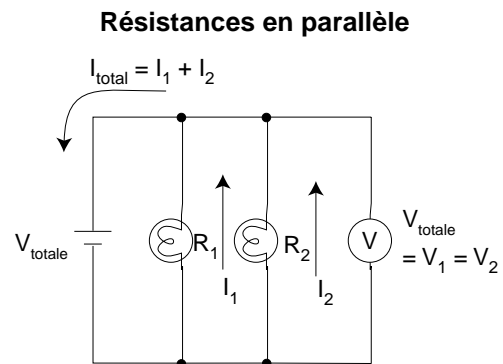 Résistances en parallèle
I_total = I_1 + I_2
V_totale
R_1
I_1
R_2
I_2
V
V_totale
= V_1 = V_2